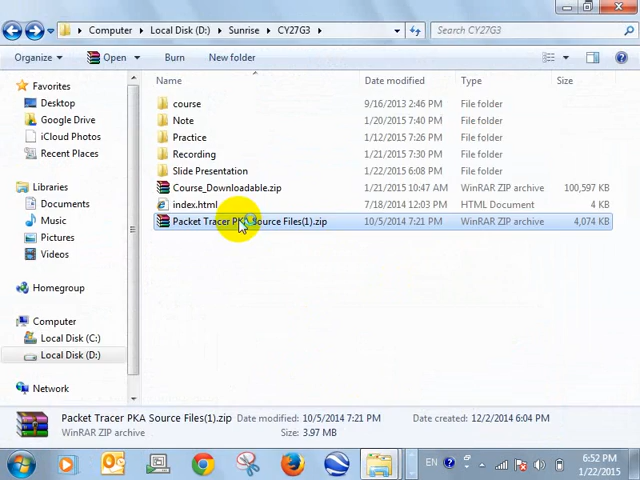 Computer ▸ Local Disk (D:) ▸ Sunrise ▸ CY27G3 ▸
Search CY27G3
Organize Open Burn New folder
Name Date modified Type Size
Favorites
Desktop
Google Drive
iCloud Photos
Recent Places
Libraries
Documents
Music
Pictures
Videos
Homegroup
Computer
Local Disk (C:)
Local Disk (D:)
Network
course 9/16/2013 2:46 PM File folder
Note 1/20/2015 7:40 PM File folder
Practice 1/12/2015 7:26 PM File folder
Recording 1/21/2015 7:30 PM File folder
Slide Presentation 1/22/2015 6:08 PM File folder
Course_Downloadable.zip 1/21/2015 10:47 AM WinRAR ZIP archive 100,597 KB
index.html 7/18/2014 12:03 PM HTML Document 4 KB
Packet Tracer PKA Source Files(1).zip 10/5/2014 7:21 PM WinRAR ZIP archive 4,074 KB
Packet Tracer PKA Source Files(1).zip Date modified: 10/5/2014 7:21 PM Date created: 12/2/2014 6:04 PM
WinRAR ZIP archive Size: 3.97 MB
EN 6:52 PM
1/22/2015